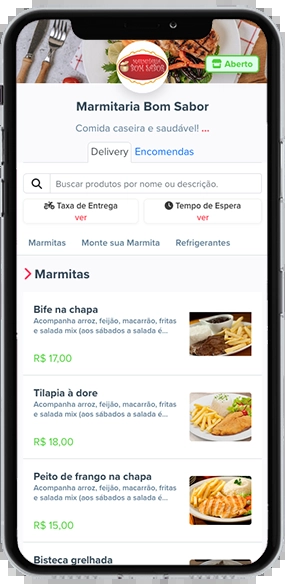 MARMITARIA
BOM SABOR
Aberto
Marmitaria Bom Sabor
Comida caseira e saudável! ...
Delivery Encomendas
Buscar produtos por nome ou descrição.
Taxa de Entrega Tempo de Espera
ver ver
Marmitas Monte sua Marmita Refrigerantes
Marmitas
Bife na chapa
Acompanha arroz, feijão, macarrão, fritas
e salada mix (aos sábados a salada é...
R$ 17,00
Tilapia à dore
Acompanha arroz, feijão, macarrão, fritas
e salada mix (aos sábados a salada é...
R$ 18,00
Peito de frango na chapa
Acompanha arroz, feijão, macarrão, fritas
e salada mix (aos sábados a salada é...
R$ 15,00
Bisteca grelhada